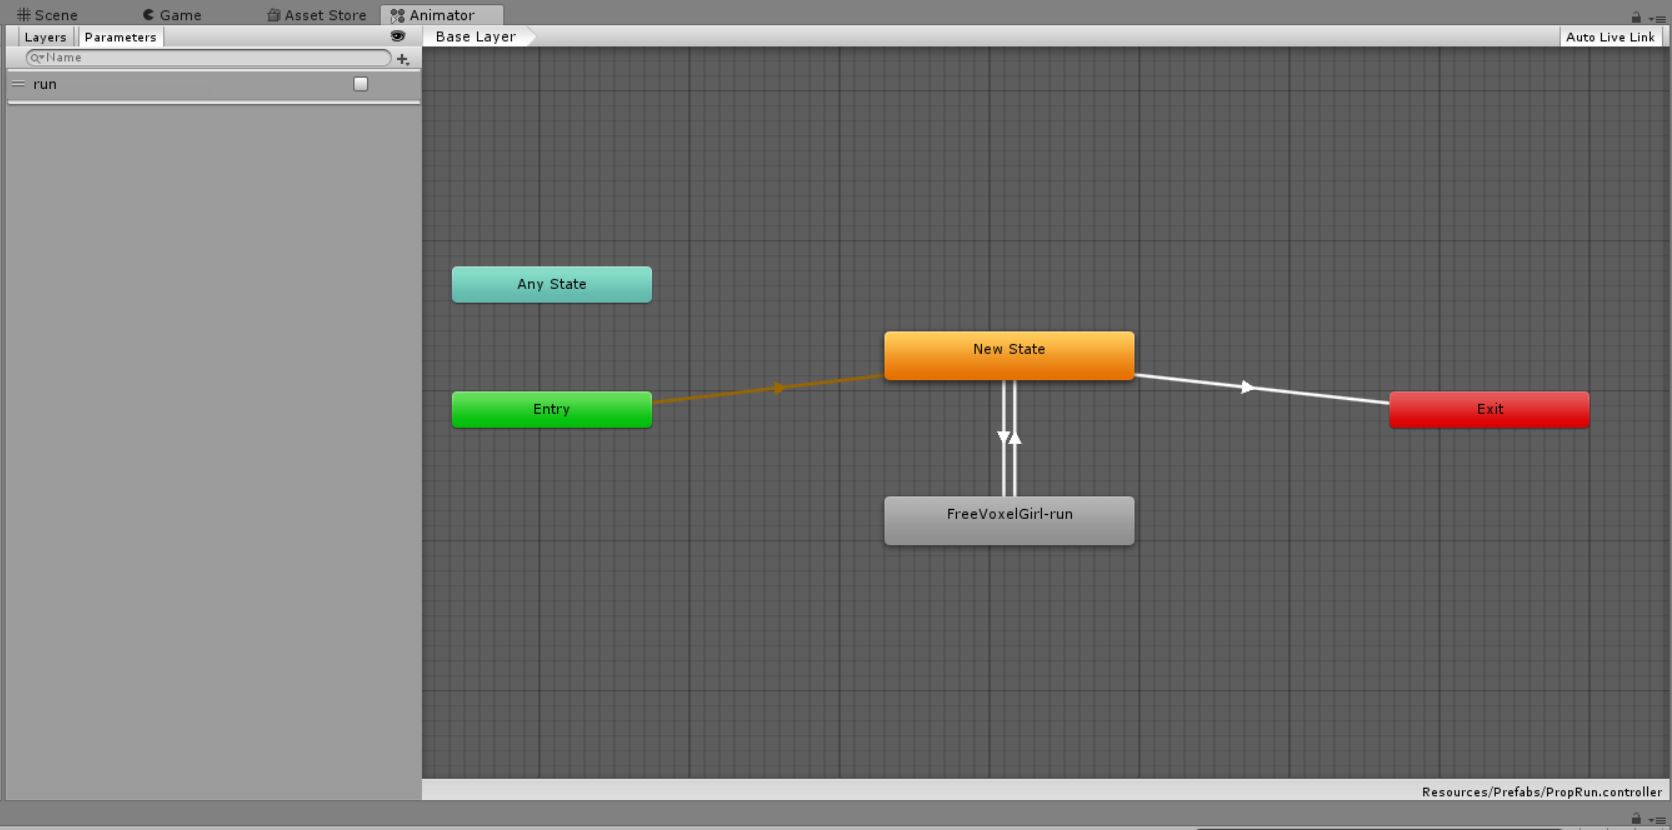 Scene Game Asset Store Animator
Layers Parameters Base Layer Auto Live Link
Name
run
Any State
New State
Entry
Exit
FreeVoxelGirl-run
Resources/Prefabs/PropRun.controller